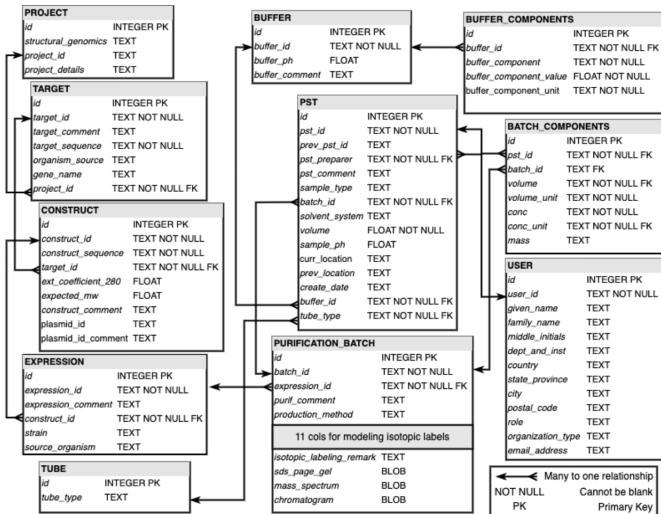 PROJECT
id INTEGER PK
structural_genomics TEXT
project_id TEXT
project_details TEXT
TARGET
id INTEGER PK
target_id TEXT NOT NULL
target_comment TEXT
target_sequence TEXT NOT NULL
organism_source TEXT
gene_name TEXT
project_id TEXT NOT NULL FK
CONSTRUCT
id INTEGER PK
construct_id TEXT NOT NULL
construct_sequence TEXT NOT NULL
target_id TEXT NOT NULL FK
ext_coefficient_280 FLOAT
expected_mw FLOAT
construct_comment TEXT
plasmid_id TEXT
plasmid_id_comment TEXT
EXPRESSION
id INTEGER PK
expression_id TEXT NOT NULL
expression_comment TEXT
construct_id TEXT NOT NULL FK
strain TEXT
source_organism TEXT
TUBE
id INTEGER PK
tube_type TEXT
BUFFER
id INTEGER PK
buffer_id TEXT NOT NULL
buffer_ph FLOAT
buffer_comment TEXT
PST
id INTEGER PK
pst_id TEXT NOT NULL
prev_pst_id TEXT
pst_preparer TEXT NOT NULL FK
pst_comment TEXT
sample_type TEXT
batch_id TEXT NOT NULL FK
solvent_system TEXT
volume FLOAT NOT NULL
sample_ph FLOAT
curr_location TEXT
prev_location TEXT
create_date TEXT
buffer_id TEXT NOT NULL FK
tube_type TEXT NOT NULL FK
PURIFICATION_BATCH
id INTEGER PK
batch_id TEXT NOT NULL
expression_id TEXT NOT NULL FK
purif_comment TEXT
production_method TEXT
11 cols for modeling isotopic labels
isotopic_labeling_remark TEXT
sds_page_gel BLOB
mass_spectrum BLOB
chromatogram BLOB
BUFFER_COMPONENTS
id INTEGER PK
buffer_id TEXT NOT NULL FK
buffer_component TEXT NOT NULL
buffer_component_value FLOAT NOT NULL
buffer_component_unit TEXT NOT NULL
BATCH_COMPONENTS
id INTEGER PK
pst_id TEXT NOT NULL FK
batch_id TEXT FK
volume TEXT NOT NULL FK
volume_unit TEXT NOT NULL
conc TEXT NOT NULL
conc_unit TEXT NOT NULL FK
mass TEXT
USER
id INTEGER PK
user_id TEXT NOT NULL
given_name TEXT
family_name TEXT
middle_initials TEXT
dept_and_inst TEXT
country TEXT
state_province TEXT
city TEXT
postal_code TEXT
role TEXT
organization_type TEXT
email_address TEXT
Many to one relationship
NOT NULL Cannot be blank
PK Primary Key